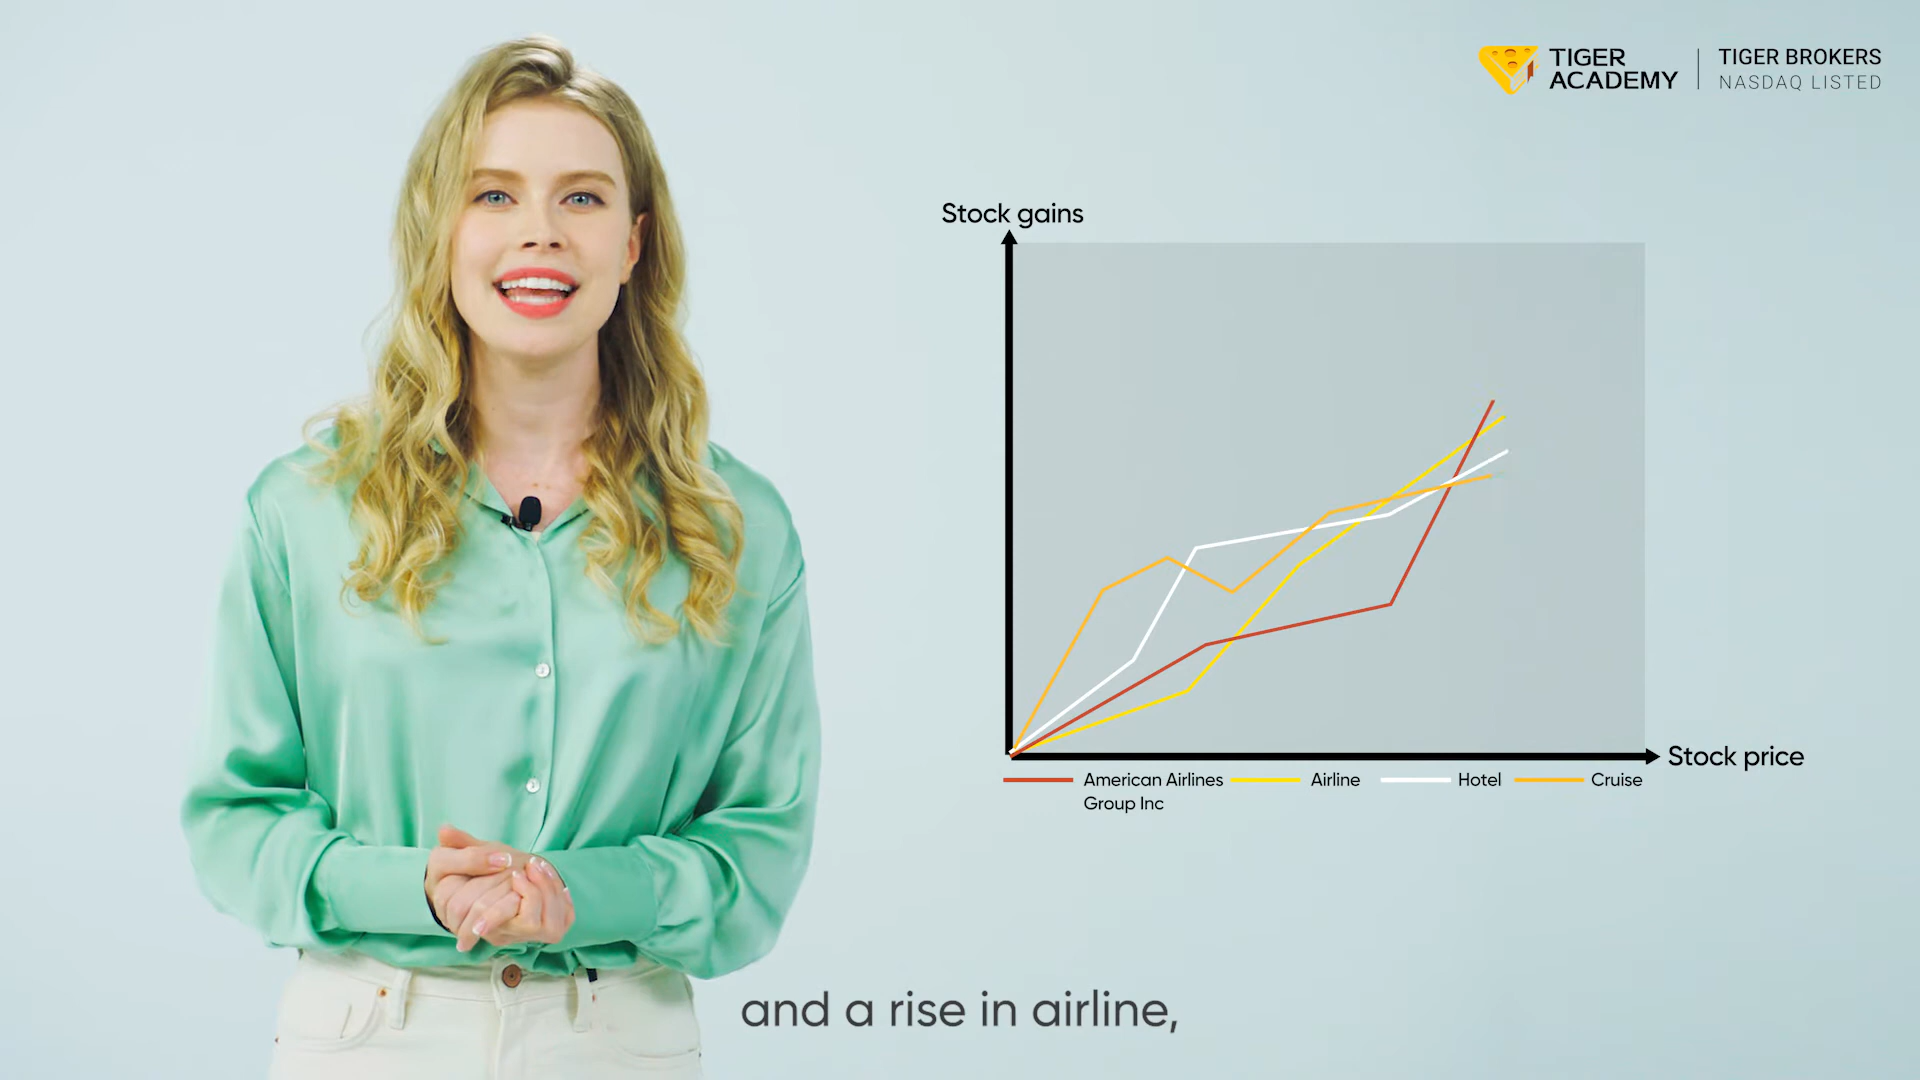 TIGER
ACADEMY
TIGER BROKERS
NASDAQ LISTED
Stock gains
Stock price
American Airlines
Group Inc
Airline
Hotel
Cruise
and a rise in airline,